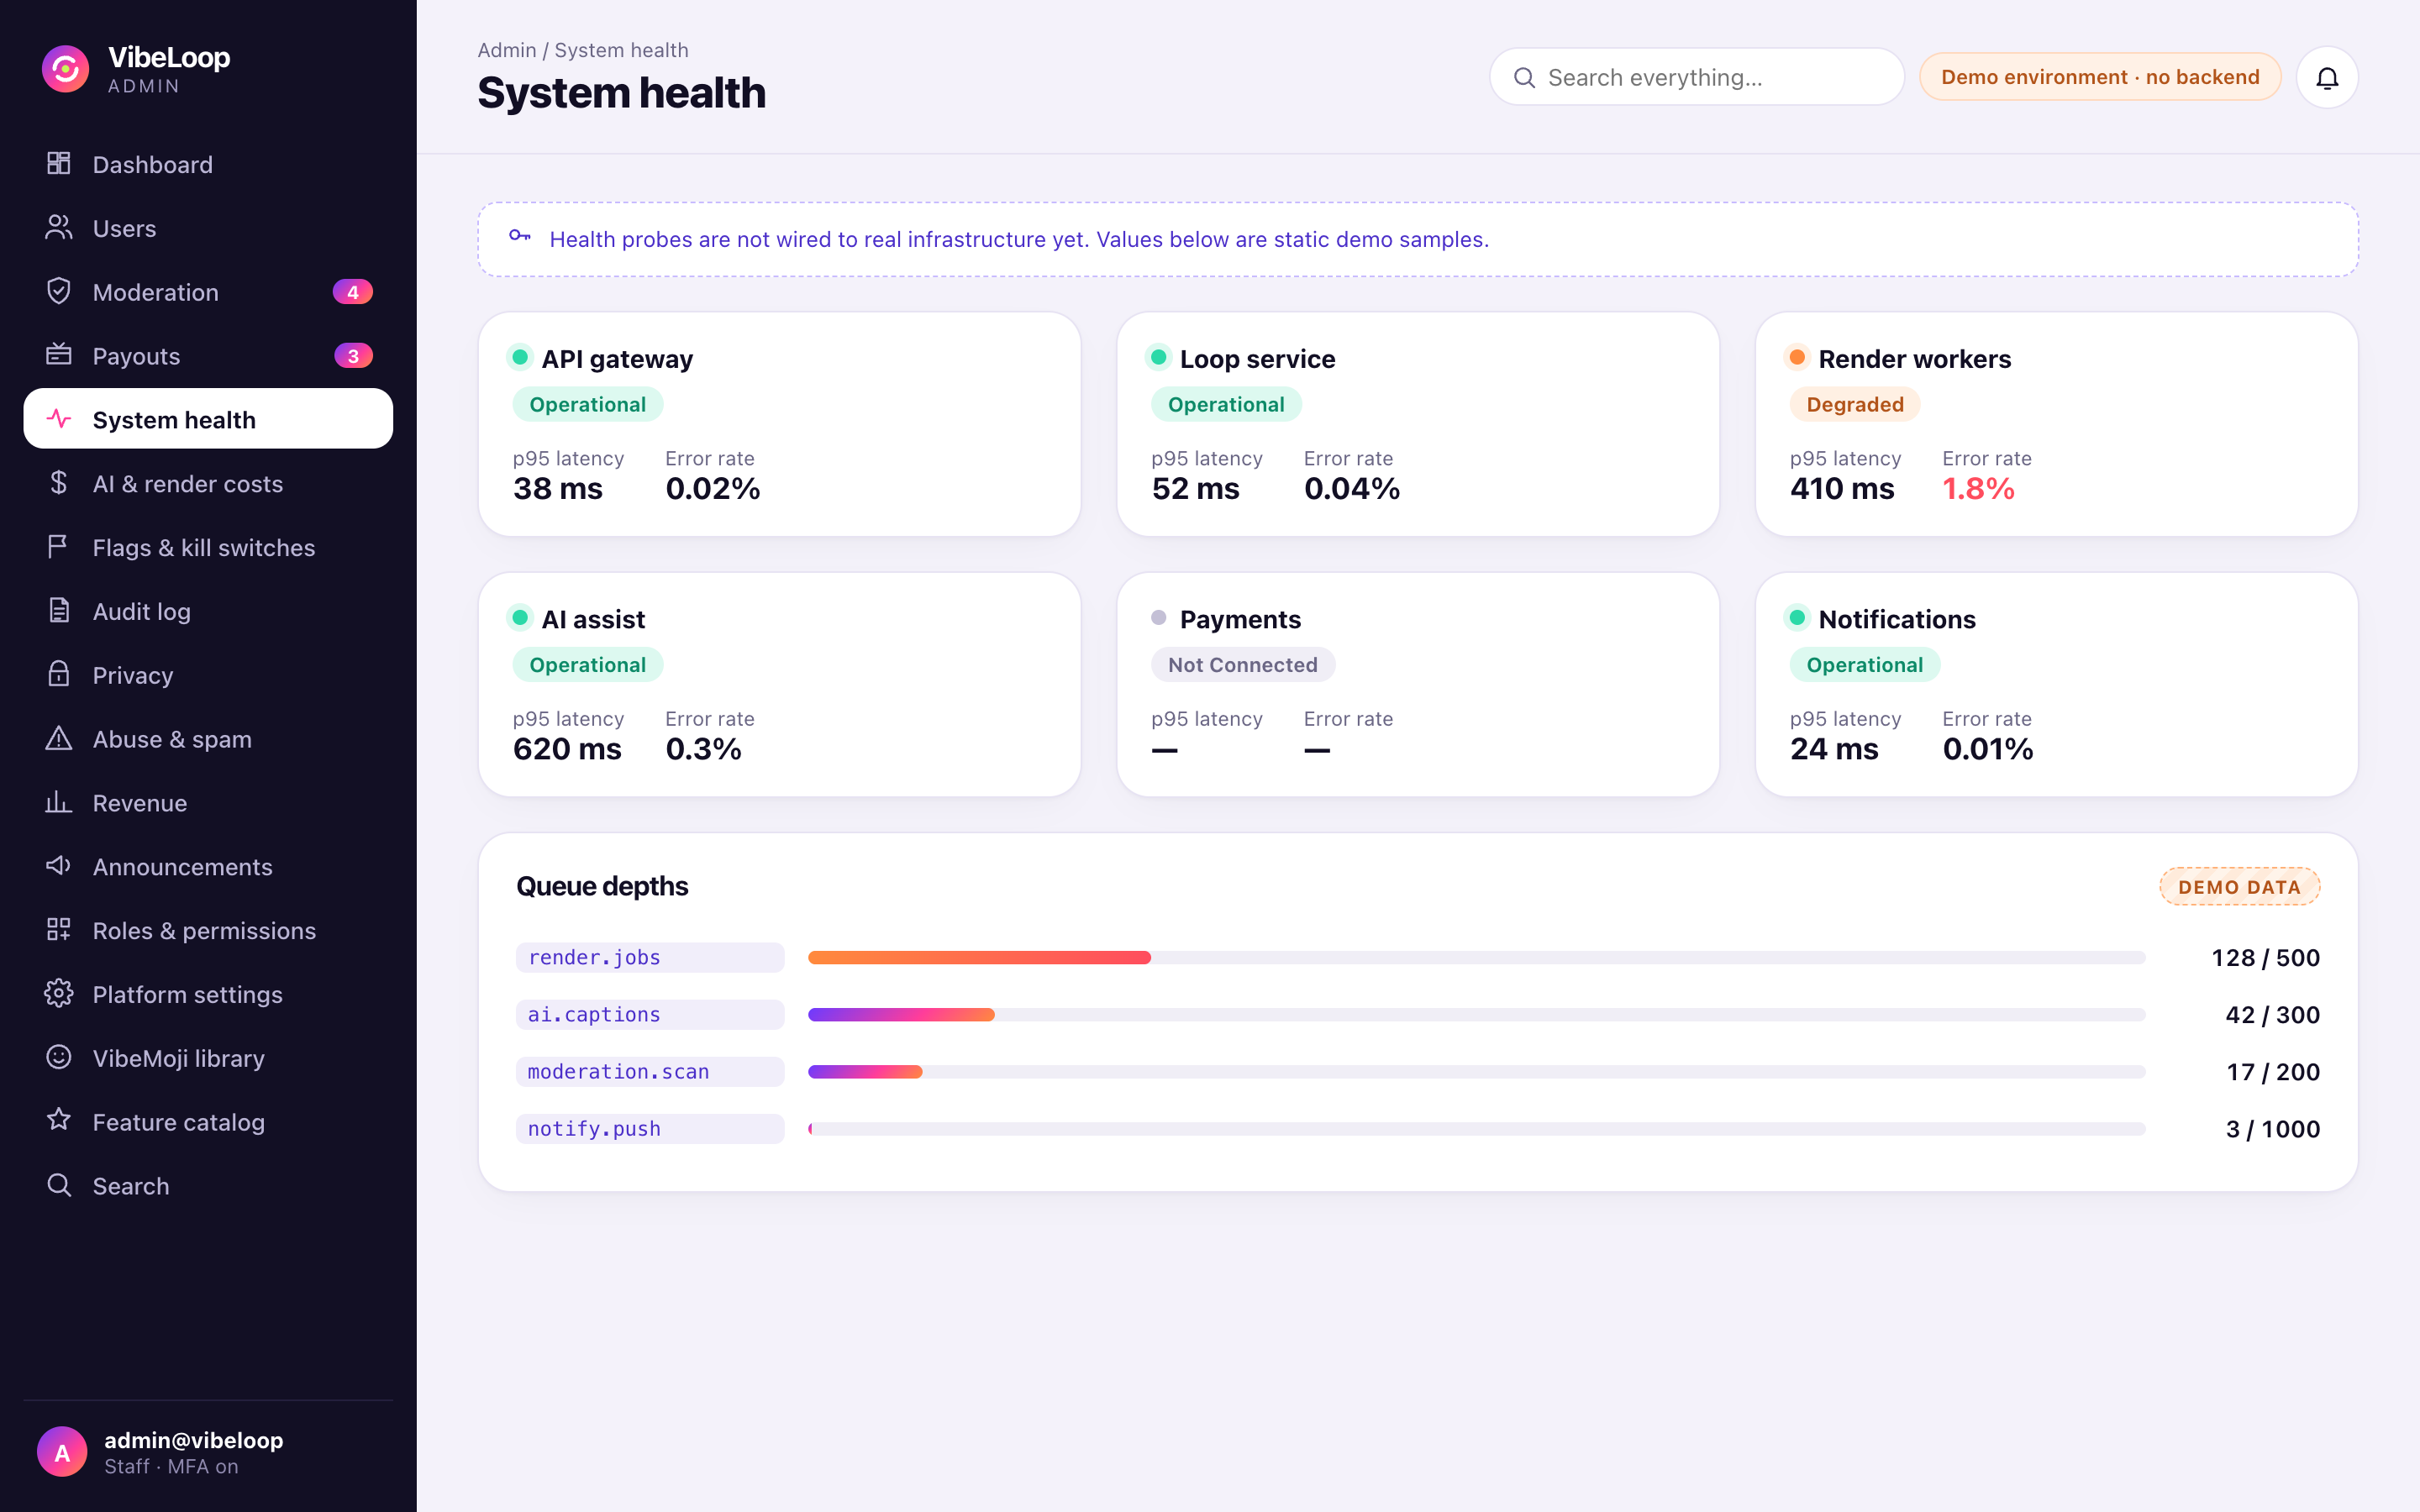 VibeLoop
ADMIN
Dashboard
Users
Moderation 4
Payouts 3
System health
AI & render costs
Flags & kill switches
Audit log
Privacy
Abuse & spam
Revenue
Announcements
Roles & permissions
Platform settings
VibeMoji library
Feature catalog
Search
A
admin@vibeloop
Staff · MFA on
Admin / System health
System health
Search everything...
Demo environment · no backend
Health probes are not wired to real infrastructure yet. Values below are static demo samples.
API gateway
Operational
p95 latency Error rate
38 ms 0.02%
Loop service
Operational
p95 latency Error rate
52 ms 0.04%
Render workers
Degraded
p95 latency Error rate
410 ms 1.8%
AI assist
Operational
p95 latency Error rate
620 ms 0.3%
Payments
Not Connected
p95 latency Error rate
— —
Notifications
Operational
p95 latency Error rate
24 ms 0.01%
Queue depths
DEMO DATA
render.jobs 128 / 500
ai.captions 42 / 300
moderation.scan 17 / 200
notify.push 3 / 1000